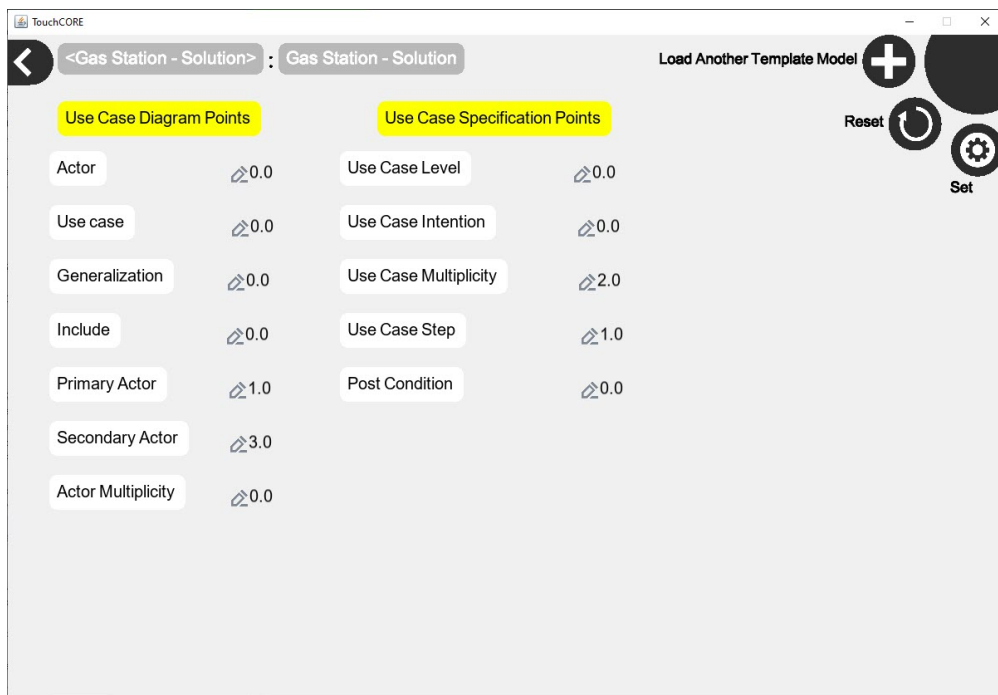 TouchCORE
<Gas Station - Solution> : Gas Station - Solution
Load Another Template Model
Use Case Diagram Points
Use Case Specification Points
Reset
Set
Actor 0.0
Use Case Level 0.0
Use case 0.0
Use Case Intention 0.0
Generalization 0.0
Use Case Multiplicity 2.0
Include 0.0
Use Case Step 1.0
Primary Actor 1.0
Post Condition 0.0
Secondary Actor 3.0
Actor Multiplicity 0.0